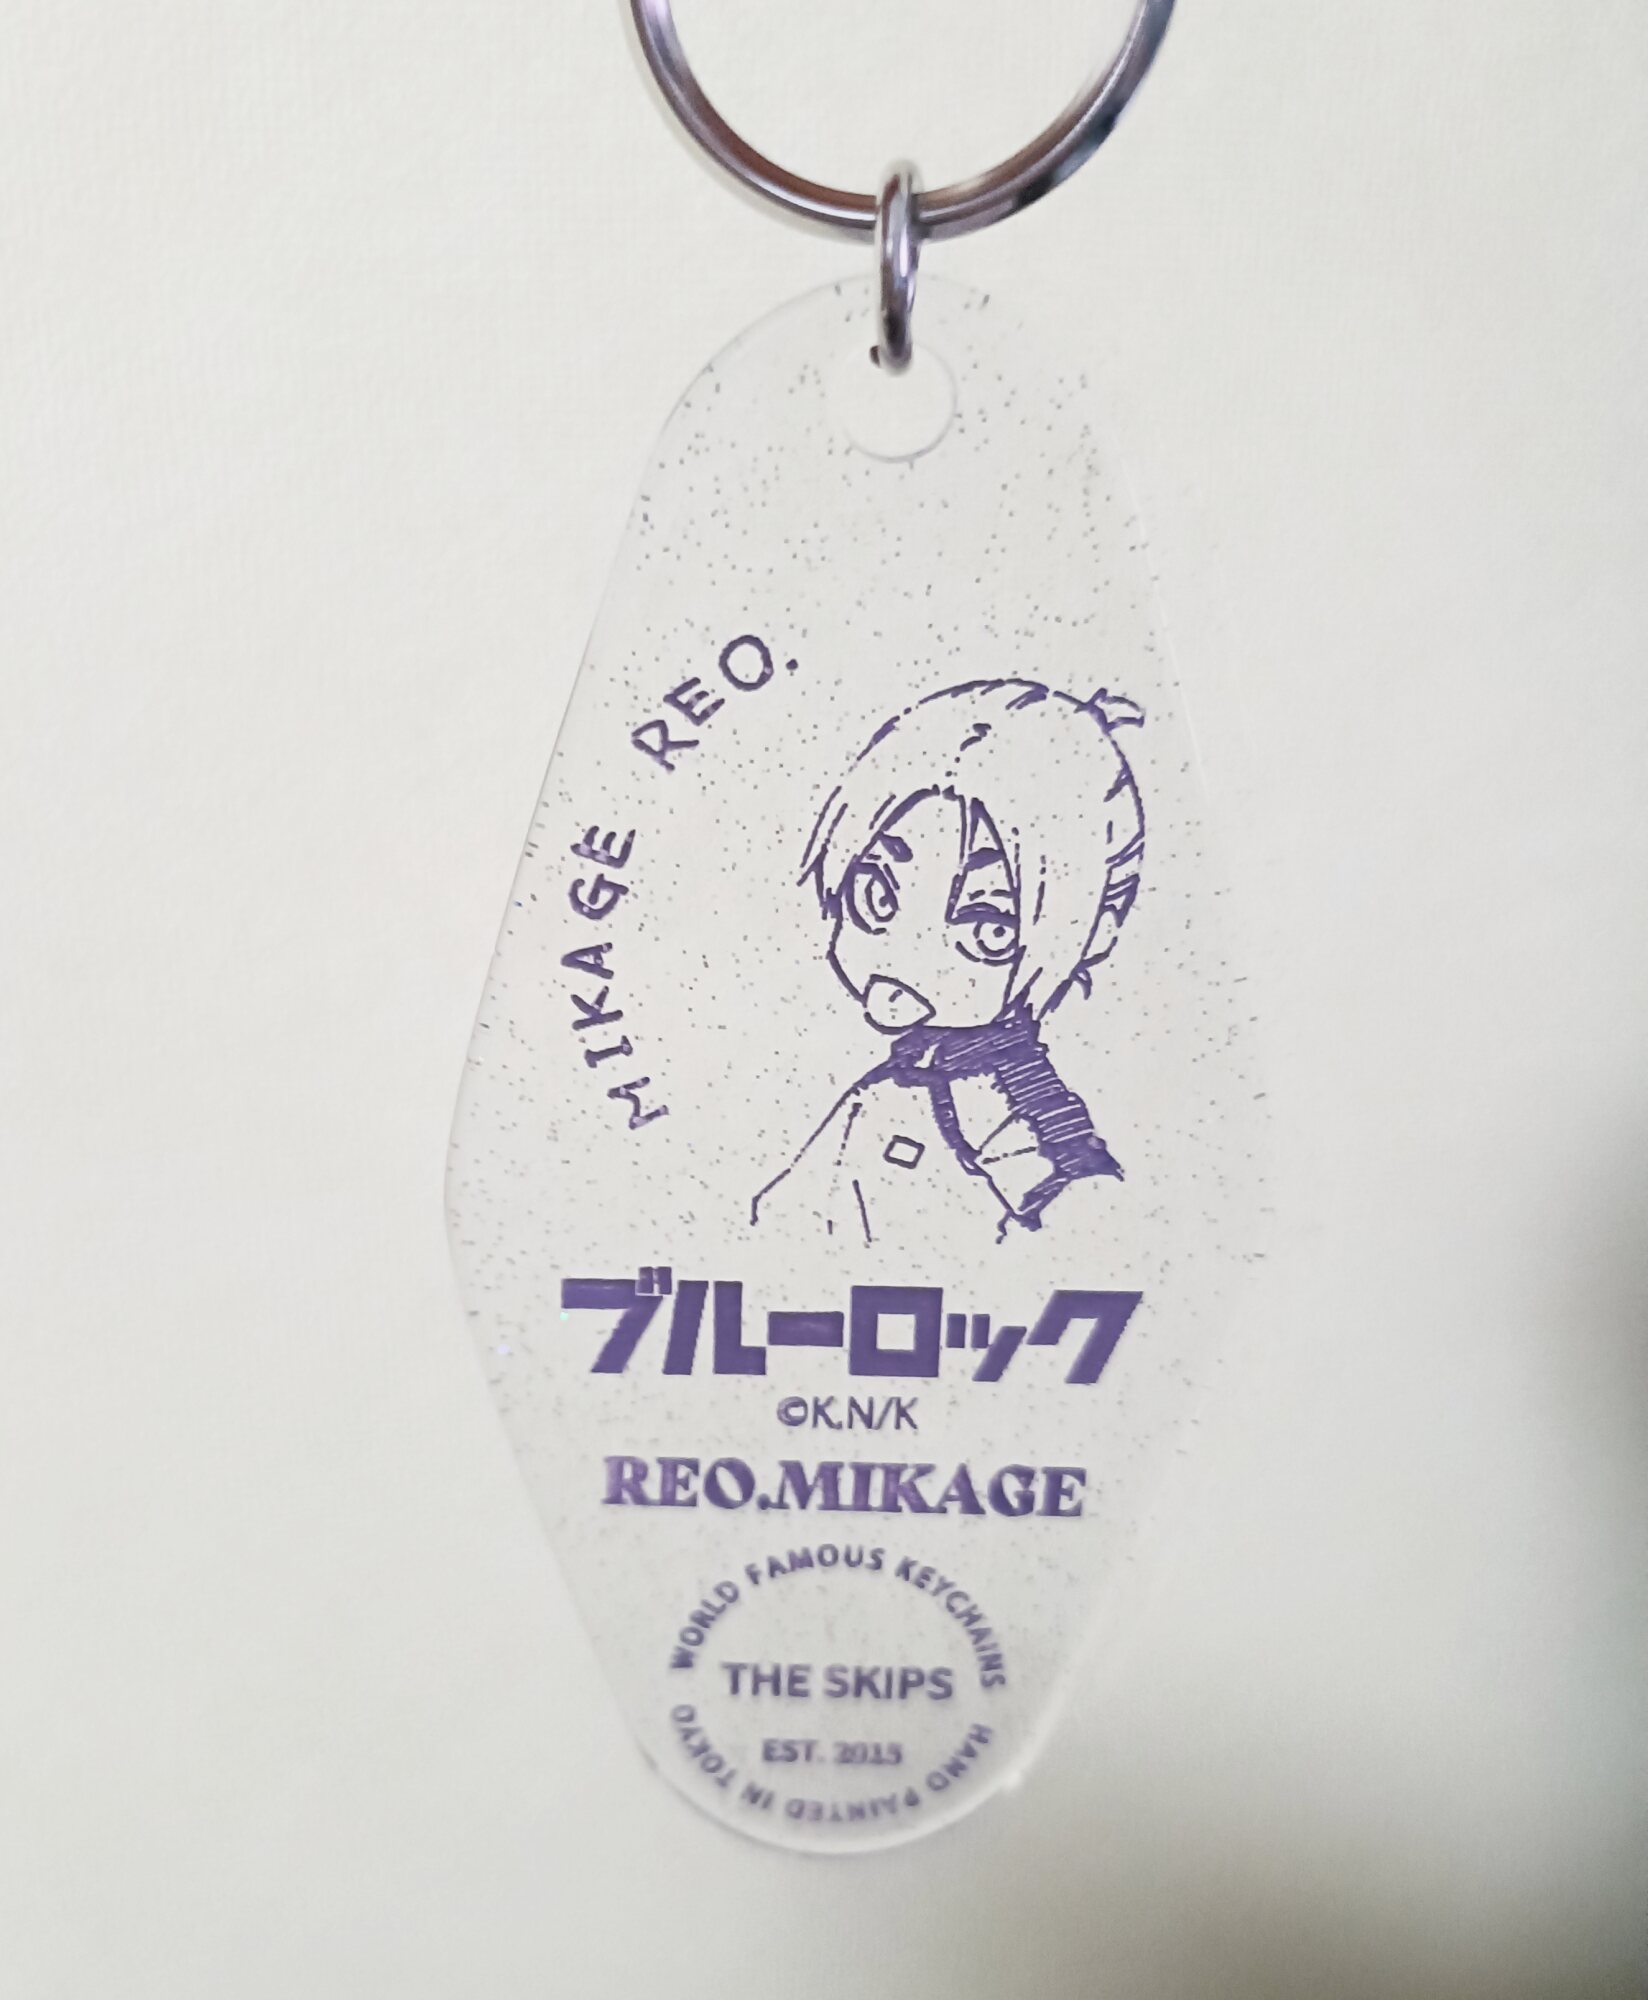 MIKAGE REO.
ブルーロック
©K.N/K
REO.MIKAGE
WORLD FAMOUS KEYCHAINS
THE SKIPS
EST. 2015
HAND PAINTED IN TOKYO